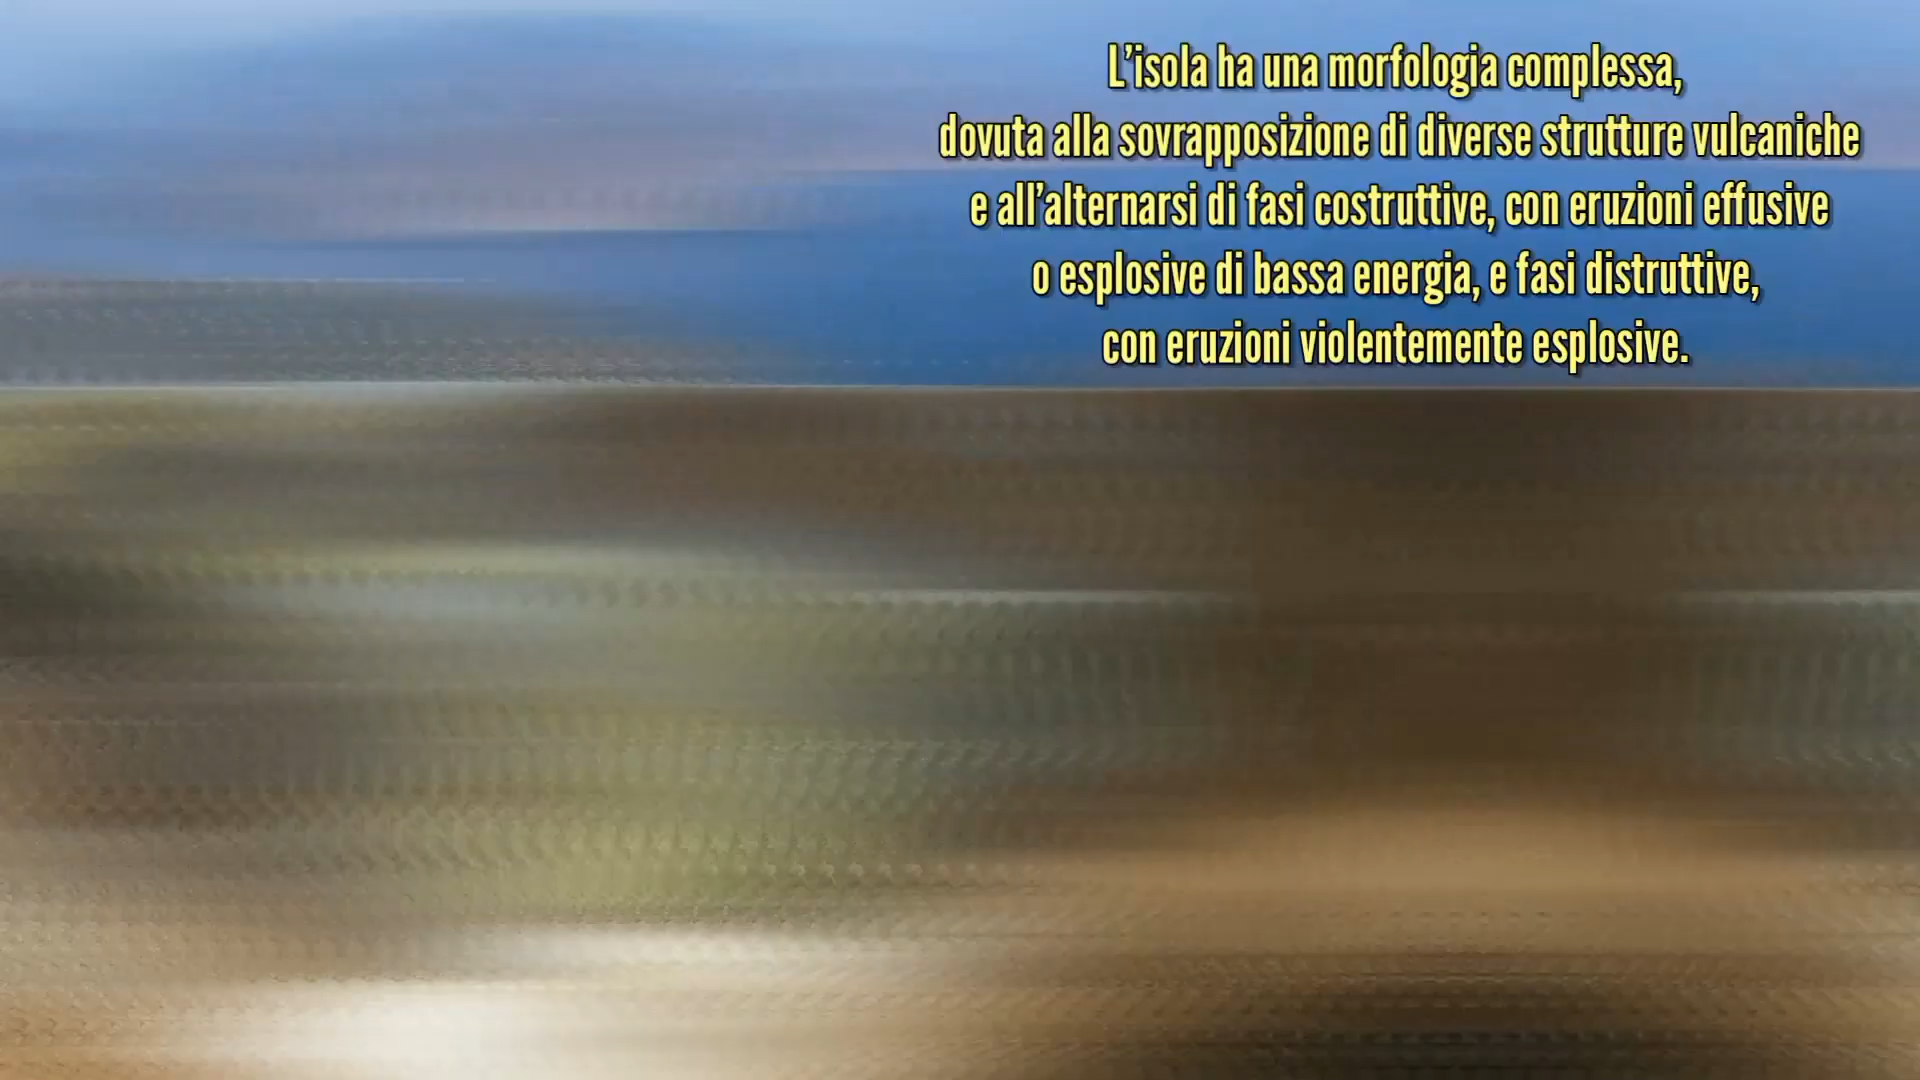 L’isola ha una morfologia complessa,
dovuta alla sovrapposizione di diverse strutture vulcaniche
e all’alternarsi di fasi costruttive, con eruzioni effusive
o esplosive di bassa energia, e fasi distruttive,
con eruzioni violentemente esplosive.